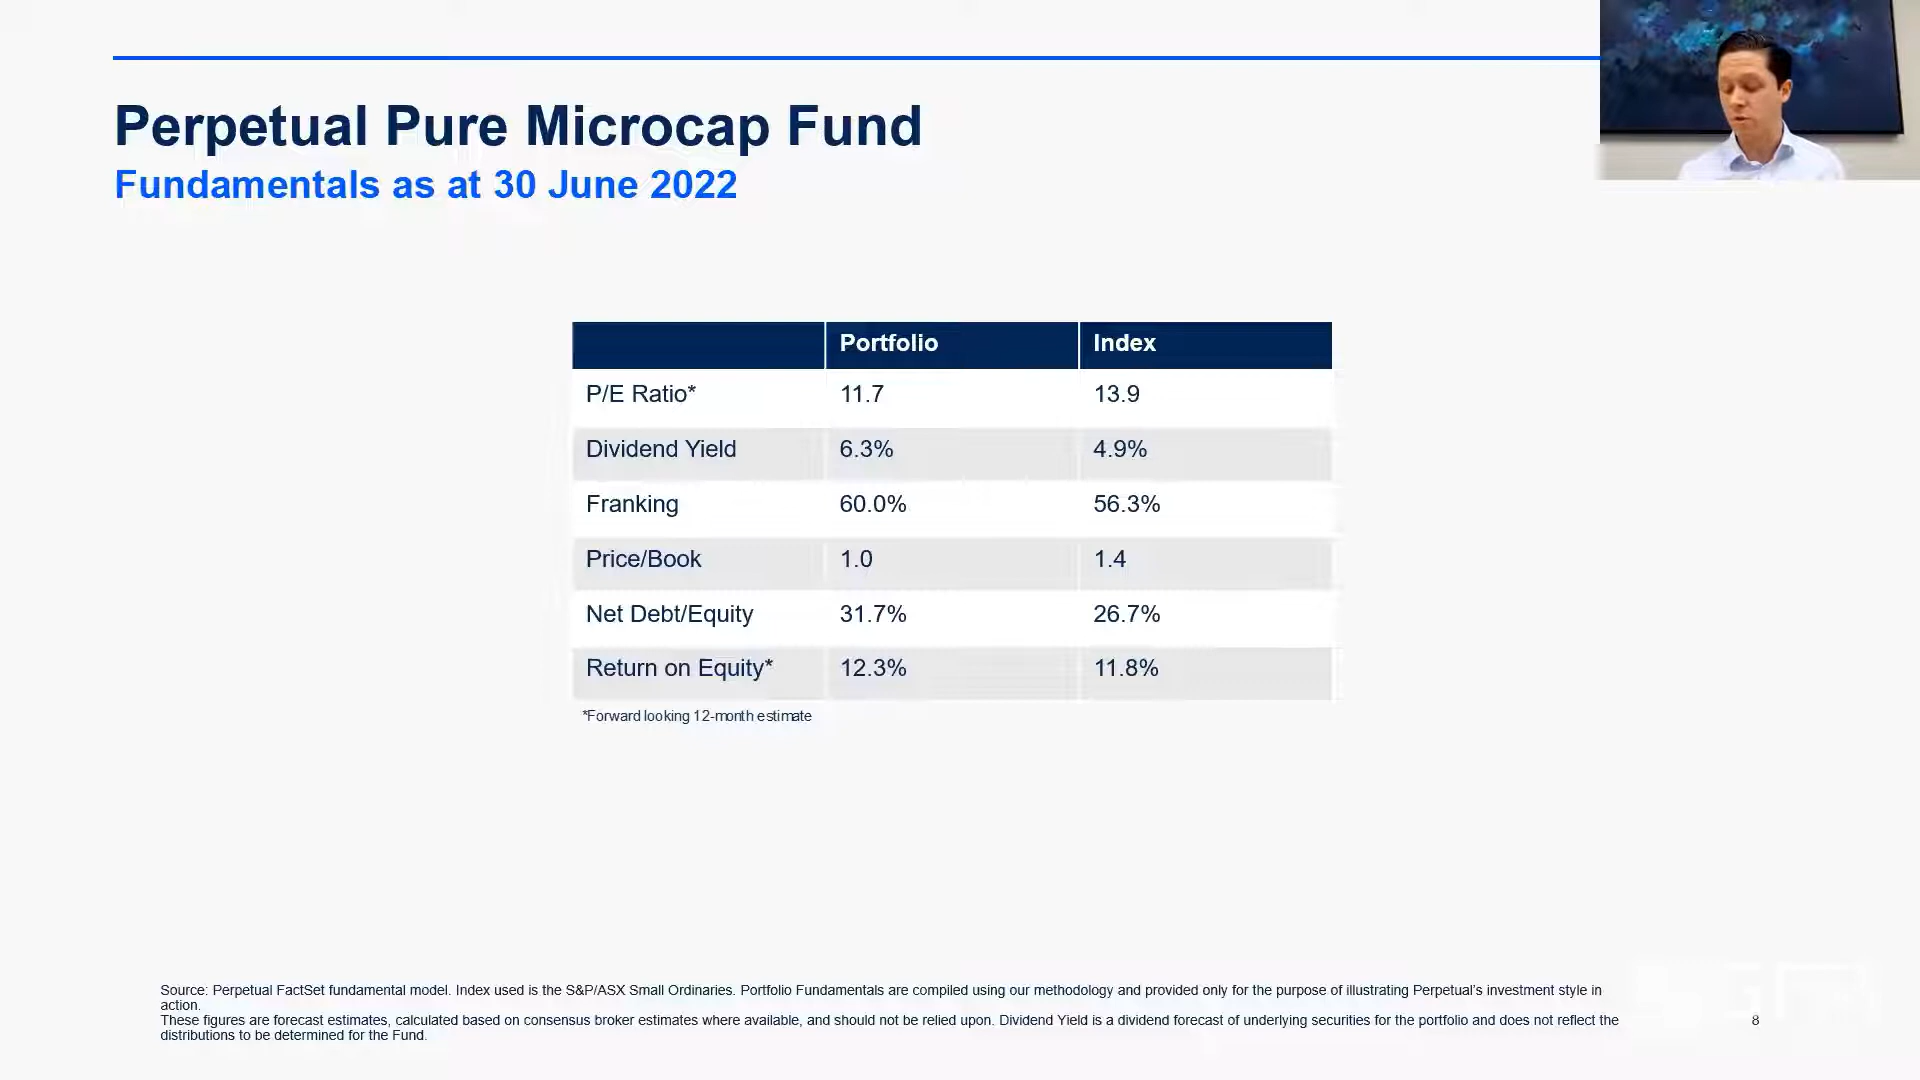 Perpetual Pure Microcap Fund
Fundamentals as at 30 June 2022
Portfolio Index
P/E Ratio* 11.7 13.9
Dividend Yield 6.3% 4.9%
Franking 60.0% 56.3%
Price/Book 1.0 1.4
Net Debt/Equity 31.7% 26.7%
Return on Equity* 12.3% 11.8%
*Forward looking 12-month estimate
Source: Perpetual FactSet fundamental model. Index used is the S&P/ASX Small Ordinaries. Portfolio Fundamentals are compiled using our methodology and provided only for the purpose of illustrating Perpetual's investment style in
action.
These figures are forecast estimates, calculated based on consensus broker estimates where available, and should not be relied upon. Dividend Yield is a dividend forecast of underlying securities for the portfolio and does not reflect the
distributions to be determined for the Fund.
8